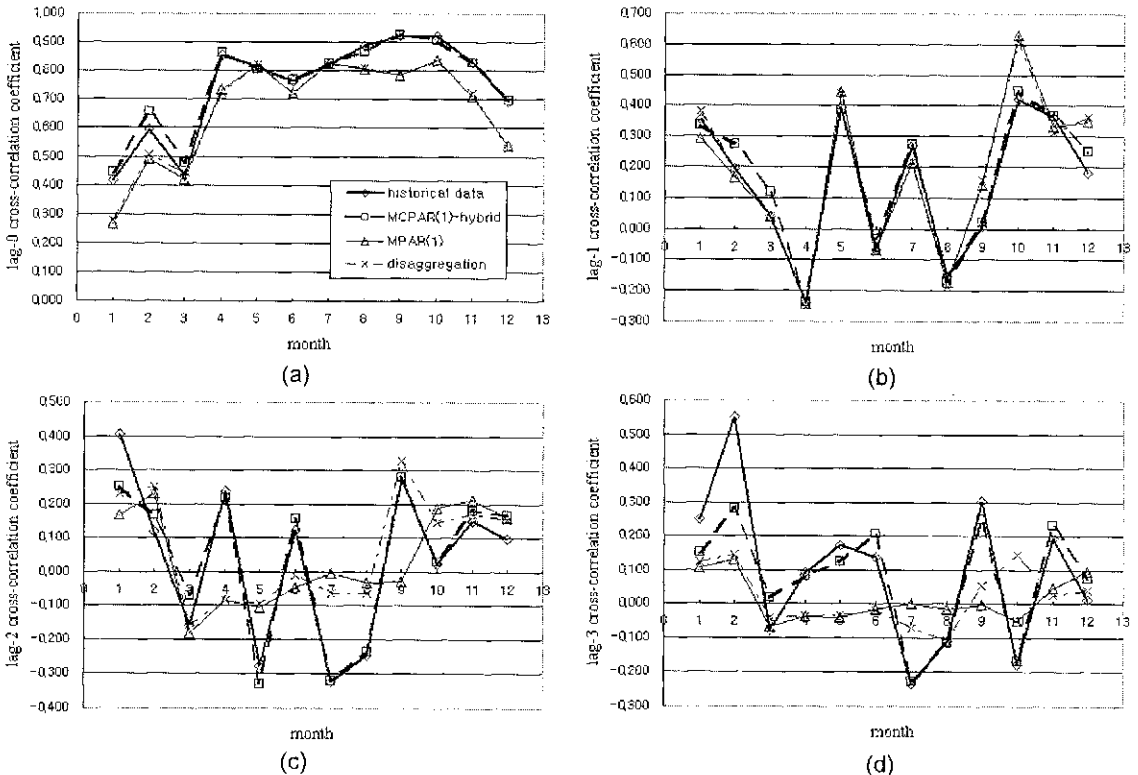 lag-0 cross-correlation coefficient
1,000
0,900
0,800
0,700
0,600
0,500
0,400
0,300
0,200
0,100
0,000
historical data
MCPAR(1)-hybrid
MPAR(1)
disaggregation
0 1 2 3 4 5 6 7 8 9 10 11 12 13
month
(a)
lag-1 cross-correlation coefficient
0,700
0,600
0,500
0,400
0,300
0,200
0,100
0,000
-0,100
-0,200
-0,300
0 1 2 3 4 5 6 7 8 9 10 11 12 13
month
(b)
lag-2 cross-correlation coefficient
0,500
0,400
0,300
0,200
0,100
0,000
-0,100
-0,200
-0,300
-0,400
0 1 2 3 4 5 6 7 8 9 10 11 12 13
month
(c)
lag-3 cross-correlation coefficient
0,600
0,500
0,400
0,300
0,200
0,100
0,000
-0,100
-0,200
-0,300
0 1 2 3 4 5 6 7 8 9 10 11 12 13
month
(d)